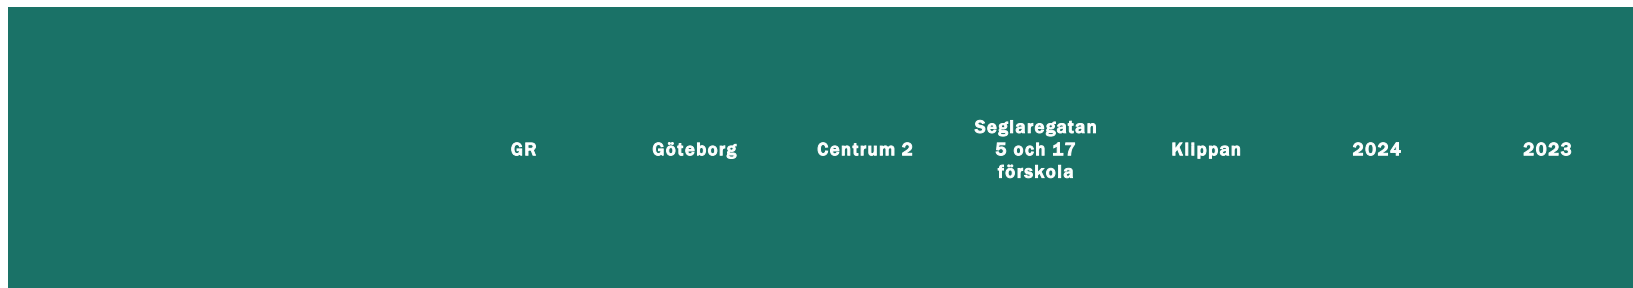 GR
Göteborg
Centrum 2
Seglaregatan
5 och 17
förskola
Klippan
2024
2023